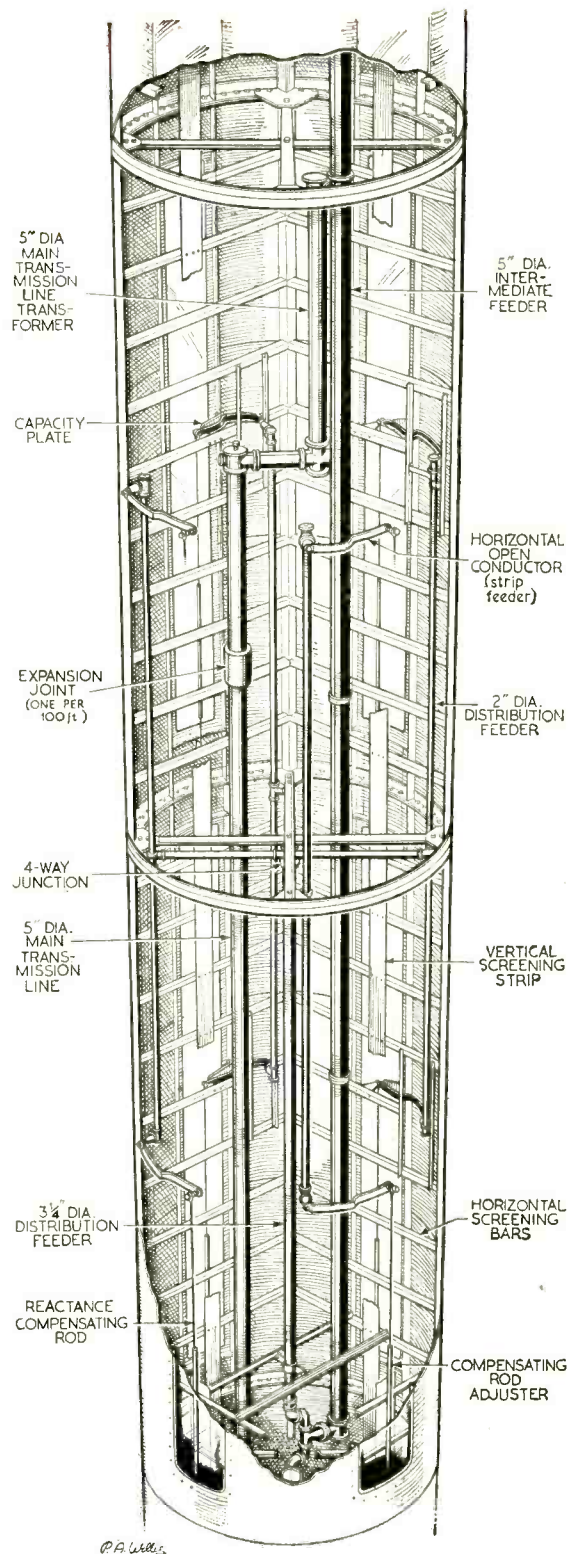 5" DIA
MAIN
TRANS-
MISSION
LINE
TRANS-
FORMER
5" DIA.
INTER-
MEDIATE
FEEDER
CAPACITY
PLATE
HORIZONTAL
OPEN
CONDUCTOR
(strip
feeder)
EXPANSION
JOINT
(ONE PER
100ft)
2" DIA.
DISTRIBUTION
FEEDER
4-WAY
JUNCTION
5" DIA.
MAIN
TRANS-
MISSION
LINE
VERTICAL
SCREENING
STRIP
3¼" DIA.
DISTRIBUTION
FEEDER
HORIZONTAL
SCREENING
BARS
REACTANCE
COMPENSATING
ROD
COMPENSATING
ROD
ADJUSTER
P.A.